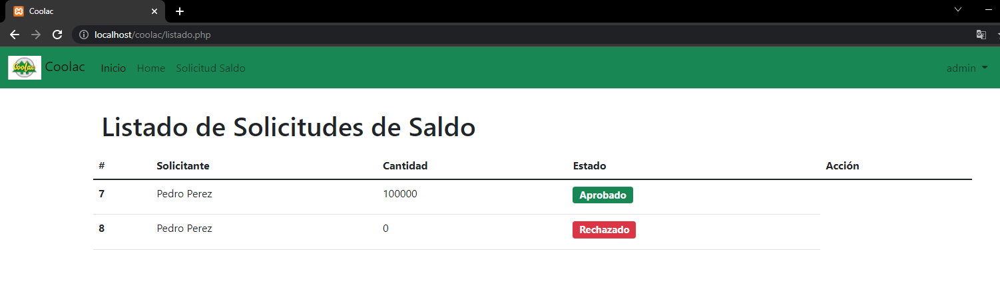 Coolac
localhost/coolac/listado.php
Coolac Coolac Inicio Home Solicitud Saldo admin
Listado de Solicitudes de Saldo
# Solicitante Cantidad Estado Acción
7 Pedro Perez 100000 Aprobado
8 Pedro Perez 0 Rechazado